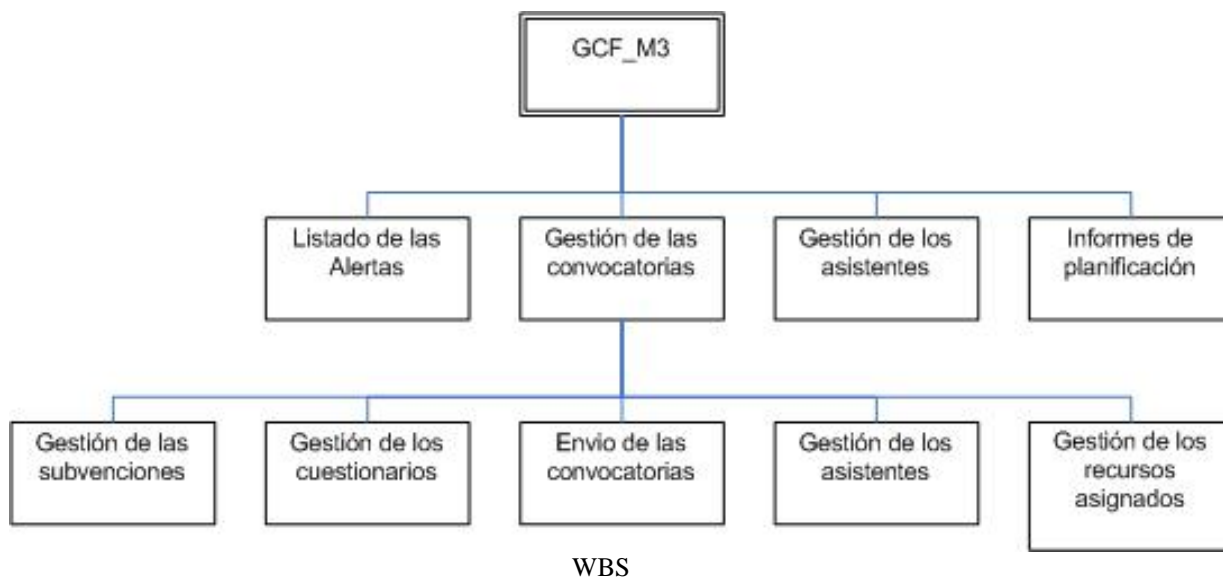 GCF_M3
Listado de las
Alertas
Gestión de las
convocatorias
Gestión de los
asistentes
Informes de
planificación
Gestión de las
subvenciones
Gestión de los
cuestionarios
Envio de las
convocatorias
Gestión de los
asistentes
Gestión de los
recursos
asignados
WBS